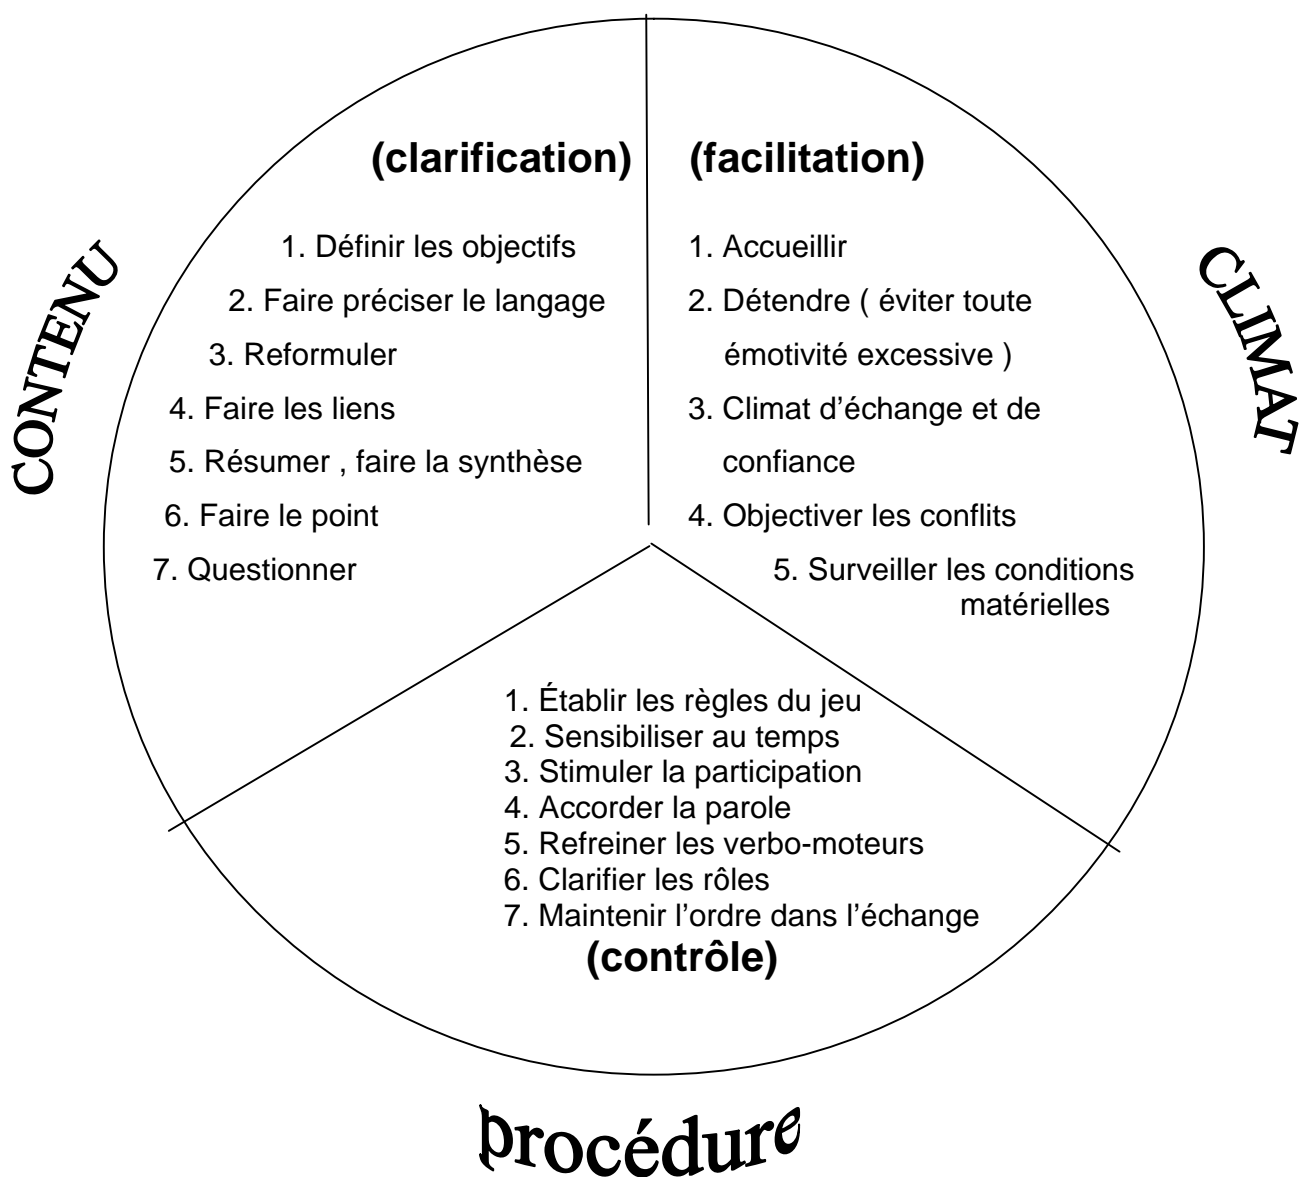 (clarification)
1. Définir les objectifs
2. Faire préciser le langage
3. Reformuler
4. Faire les liens
5. Résumer , faire la synthèse
6. Faire le point
7. Questionner
CONTENU
(facilitation)
1. Accueillir
2. Détendre ( éviter toute
émotivité excessive )
3. Climat d’échange et de
confiance
4. Objectiver les conflits
5. Surveiller les conditions
matérielles
CLIMAT
1. Établir les règles du jeu
2. Sensibiliser au temps
3. Stimuler la participation
4. Accorder la parole
5. Refreiner les verbo-moteurs
6. Clarifier les rôles
7. Maintenir l’ordre dans l’échange
(contrôle)
procédure